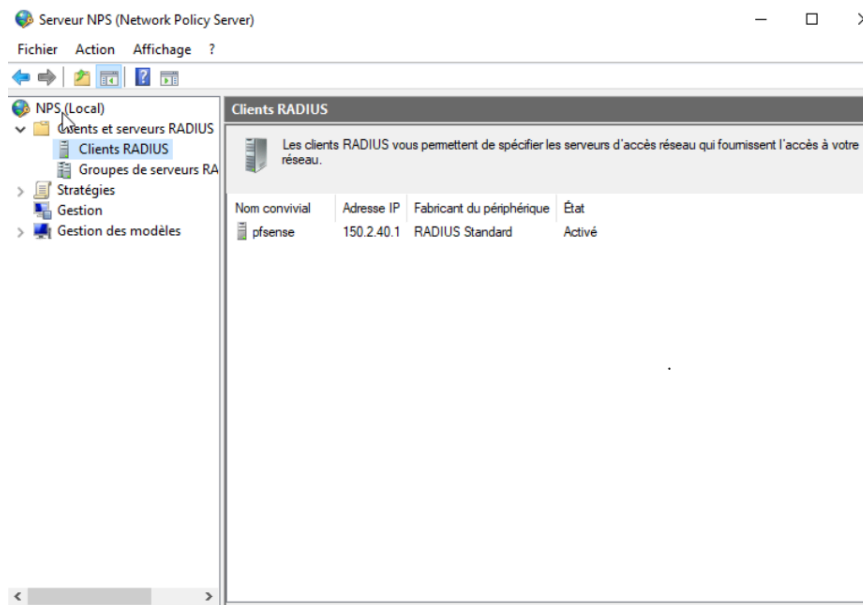 Serveur NPS (Network Policy Server)
Fichier Action Affichage ?
NPS (Local)
Clients et serveurs RADIUS
Clients RADIUS
Groupes de serveurs RA
Stratégies
Gestion
Gestion des modèles
Clients RADIUS
Les clients RADIUS vous permettent de spécifier les serveurs d'accès réseau qui fournissent l'accès à votre
réseau.
Nom convivial Adresse IP Fabricant du périphérique État
pfsense 150.2.40.1 RADIUS Standard Activé